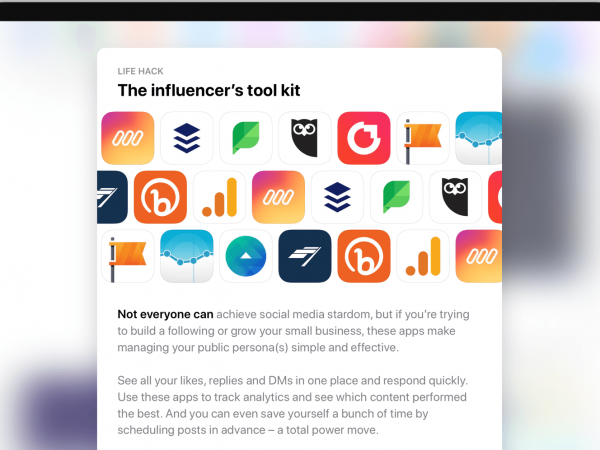 LIFE HACK
The influencer’s tool kit
Not everyone can achieve social media stardom, but if you’re trying
to build a following or grow your small business, these apps make
managing your public persona(s) simple and effective.
See all your likes, replies and DMs in one place and respond quickly.
Use these apps to track analytics and see which content performed
the best. And you can even save yourself a bunch of time by
scheduling posts in advance – a total power move.